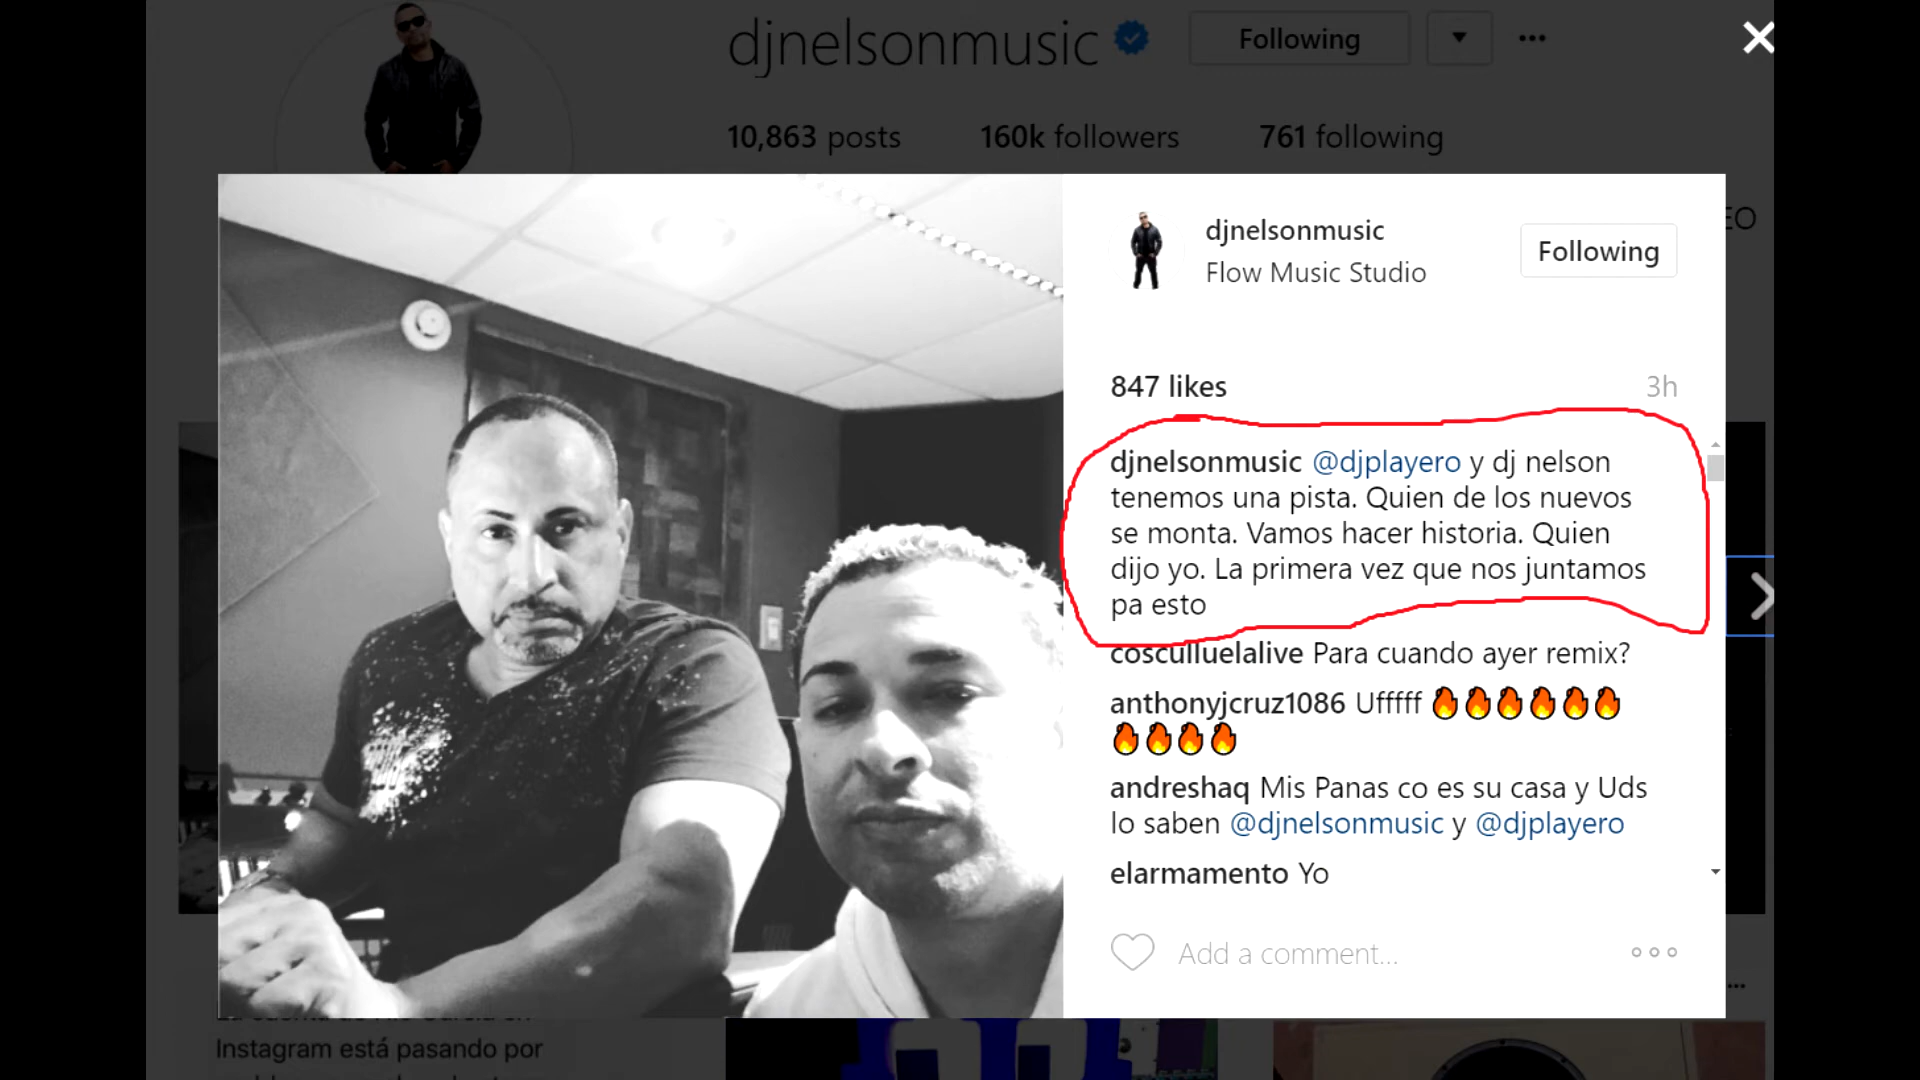 djnelsonmusic Following
10,863 posts 160k followers 761 following
EO
djnelsonmusic
Flow Music Studio
Following
847 likes 3h
djnelsonmusic @djplayero y dj nelson
tenemos una pista. Quien de los nuevos
se monta. Vamos hacer historia. Quien
dijo yo. La primera vez que nos juntamos
pa esto
cosculluelalive Para cuando ayer remix?
anthonyjcruz1086 Ufffff 🔥🔥🔥🔥🔥🔥
🔥🔥🔥🔥
andreshaq Mis Panas co es su casa y Uds
lo saben @djnelsonmusic y @djplayero
elarmamento Yo
Add a comment...
Instagram está pasando por